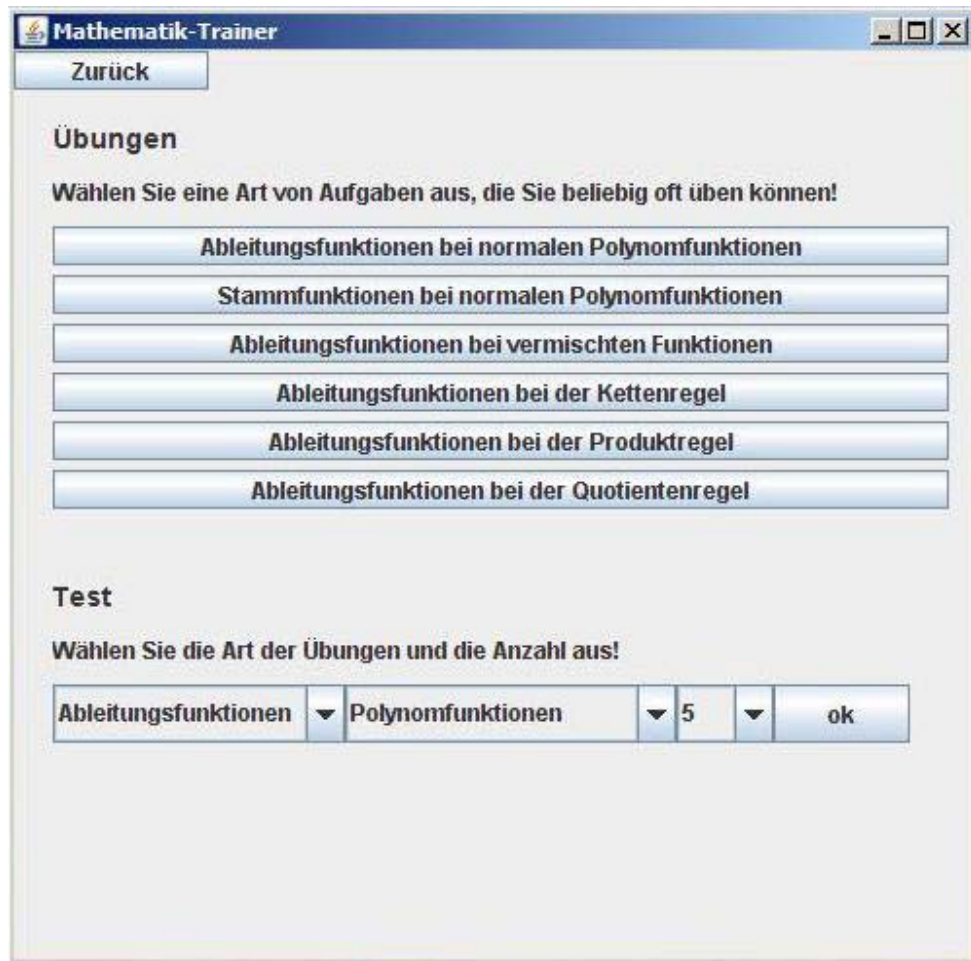 Mathematik-Trainer
Zurück
Übungen
Wählen Sie eine Art von Aufgaben aus, die Sie beliebig oft üben können!
Ableitungsfunktionen bei normalen Polynomfunktionen
Stammfunktionen bei normalen Polynomfunktionen
Ableitungsfunktionen bei vermischten Funktionen
Ableitungsfunktionen bei der Kettenregel
Ableitungsfunktionen bei der Produktregel
Ableitungsfunktionen bei der Quotientenregel
Test
Wählen Sie die Art der Übungen und die Anzahl aus!
Ableitungsfunktionen Polynomfunktionen 5 ok